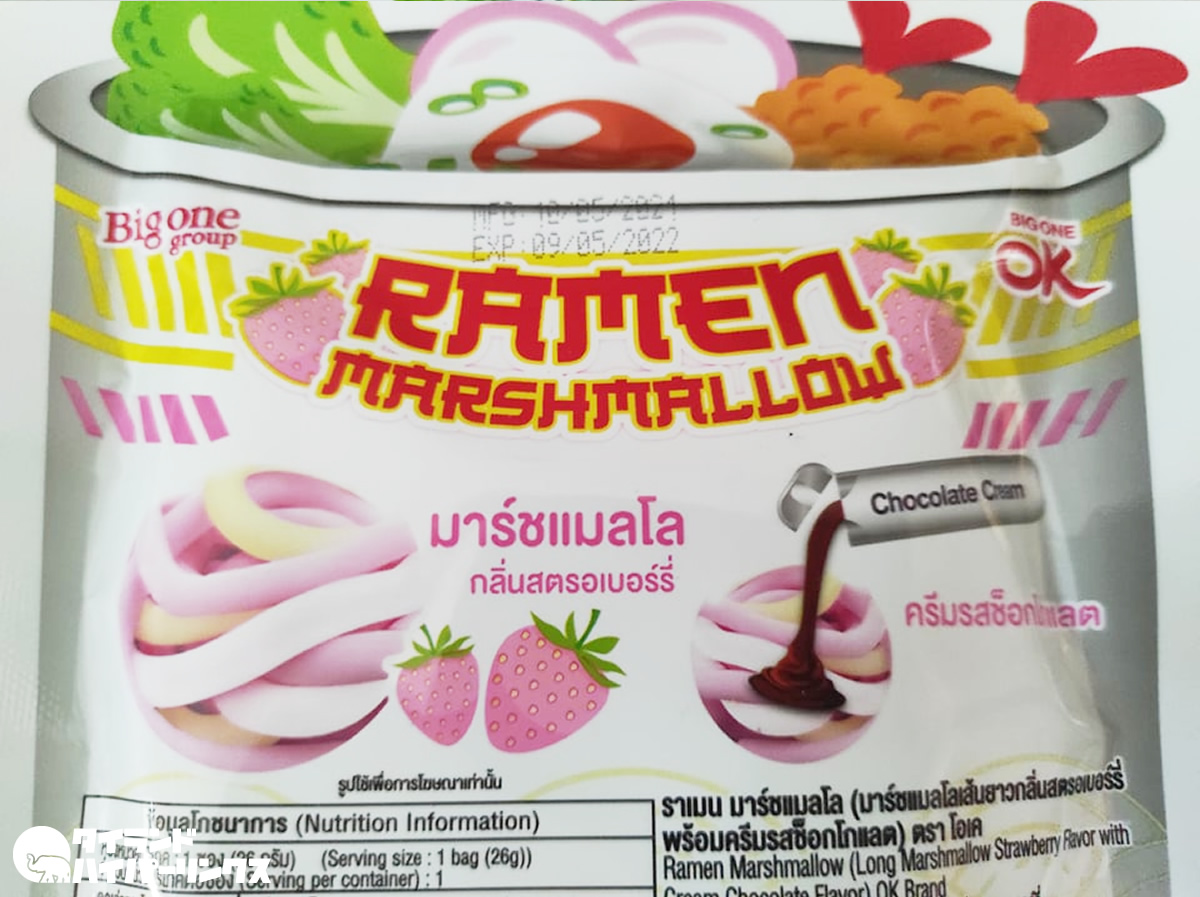 Big one
group
MFG: 10/05/2021
EXP:09/05/2022
BIG ONE
OK
RAMEN
MARSHMALLOW
มาร์ชแมลโล
กลิ่นสตรอเบอร์รี่
Chocolate Cream
ครีมรสช็อกโกแลต
รูปใช้เพื่อการโฆษณาเท่านั้น
ข้อมูลโภชนาการ (Nutrition Information)
(Serving size : 1 bag (26g))
(Serving per container) : 1
ราเมน มาร์ชแมลโล (มาร์ชแมลโลเส้นยาวกลิ่นสตรอเบอร์รี่
พร้อมครีมรสช็อกโกแลต) ตรา โอเค
Ramen Marshmallow (Long Marshmallow Strawberry Flavor with
Cream Chocolate Flavor) OK Brand